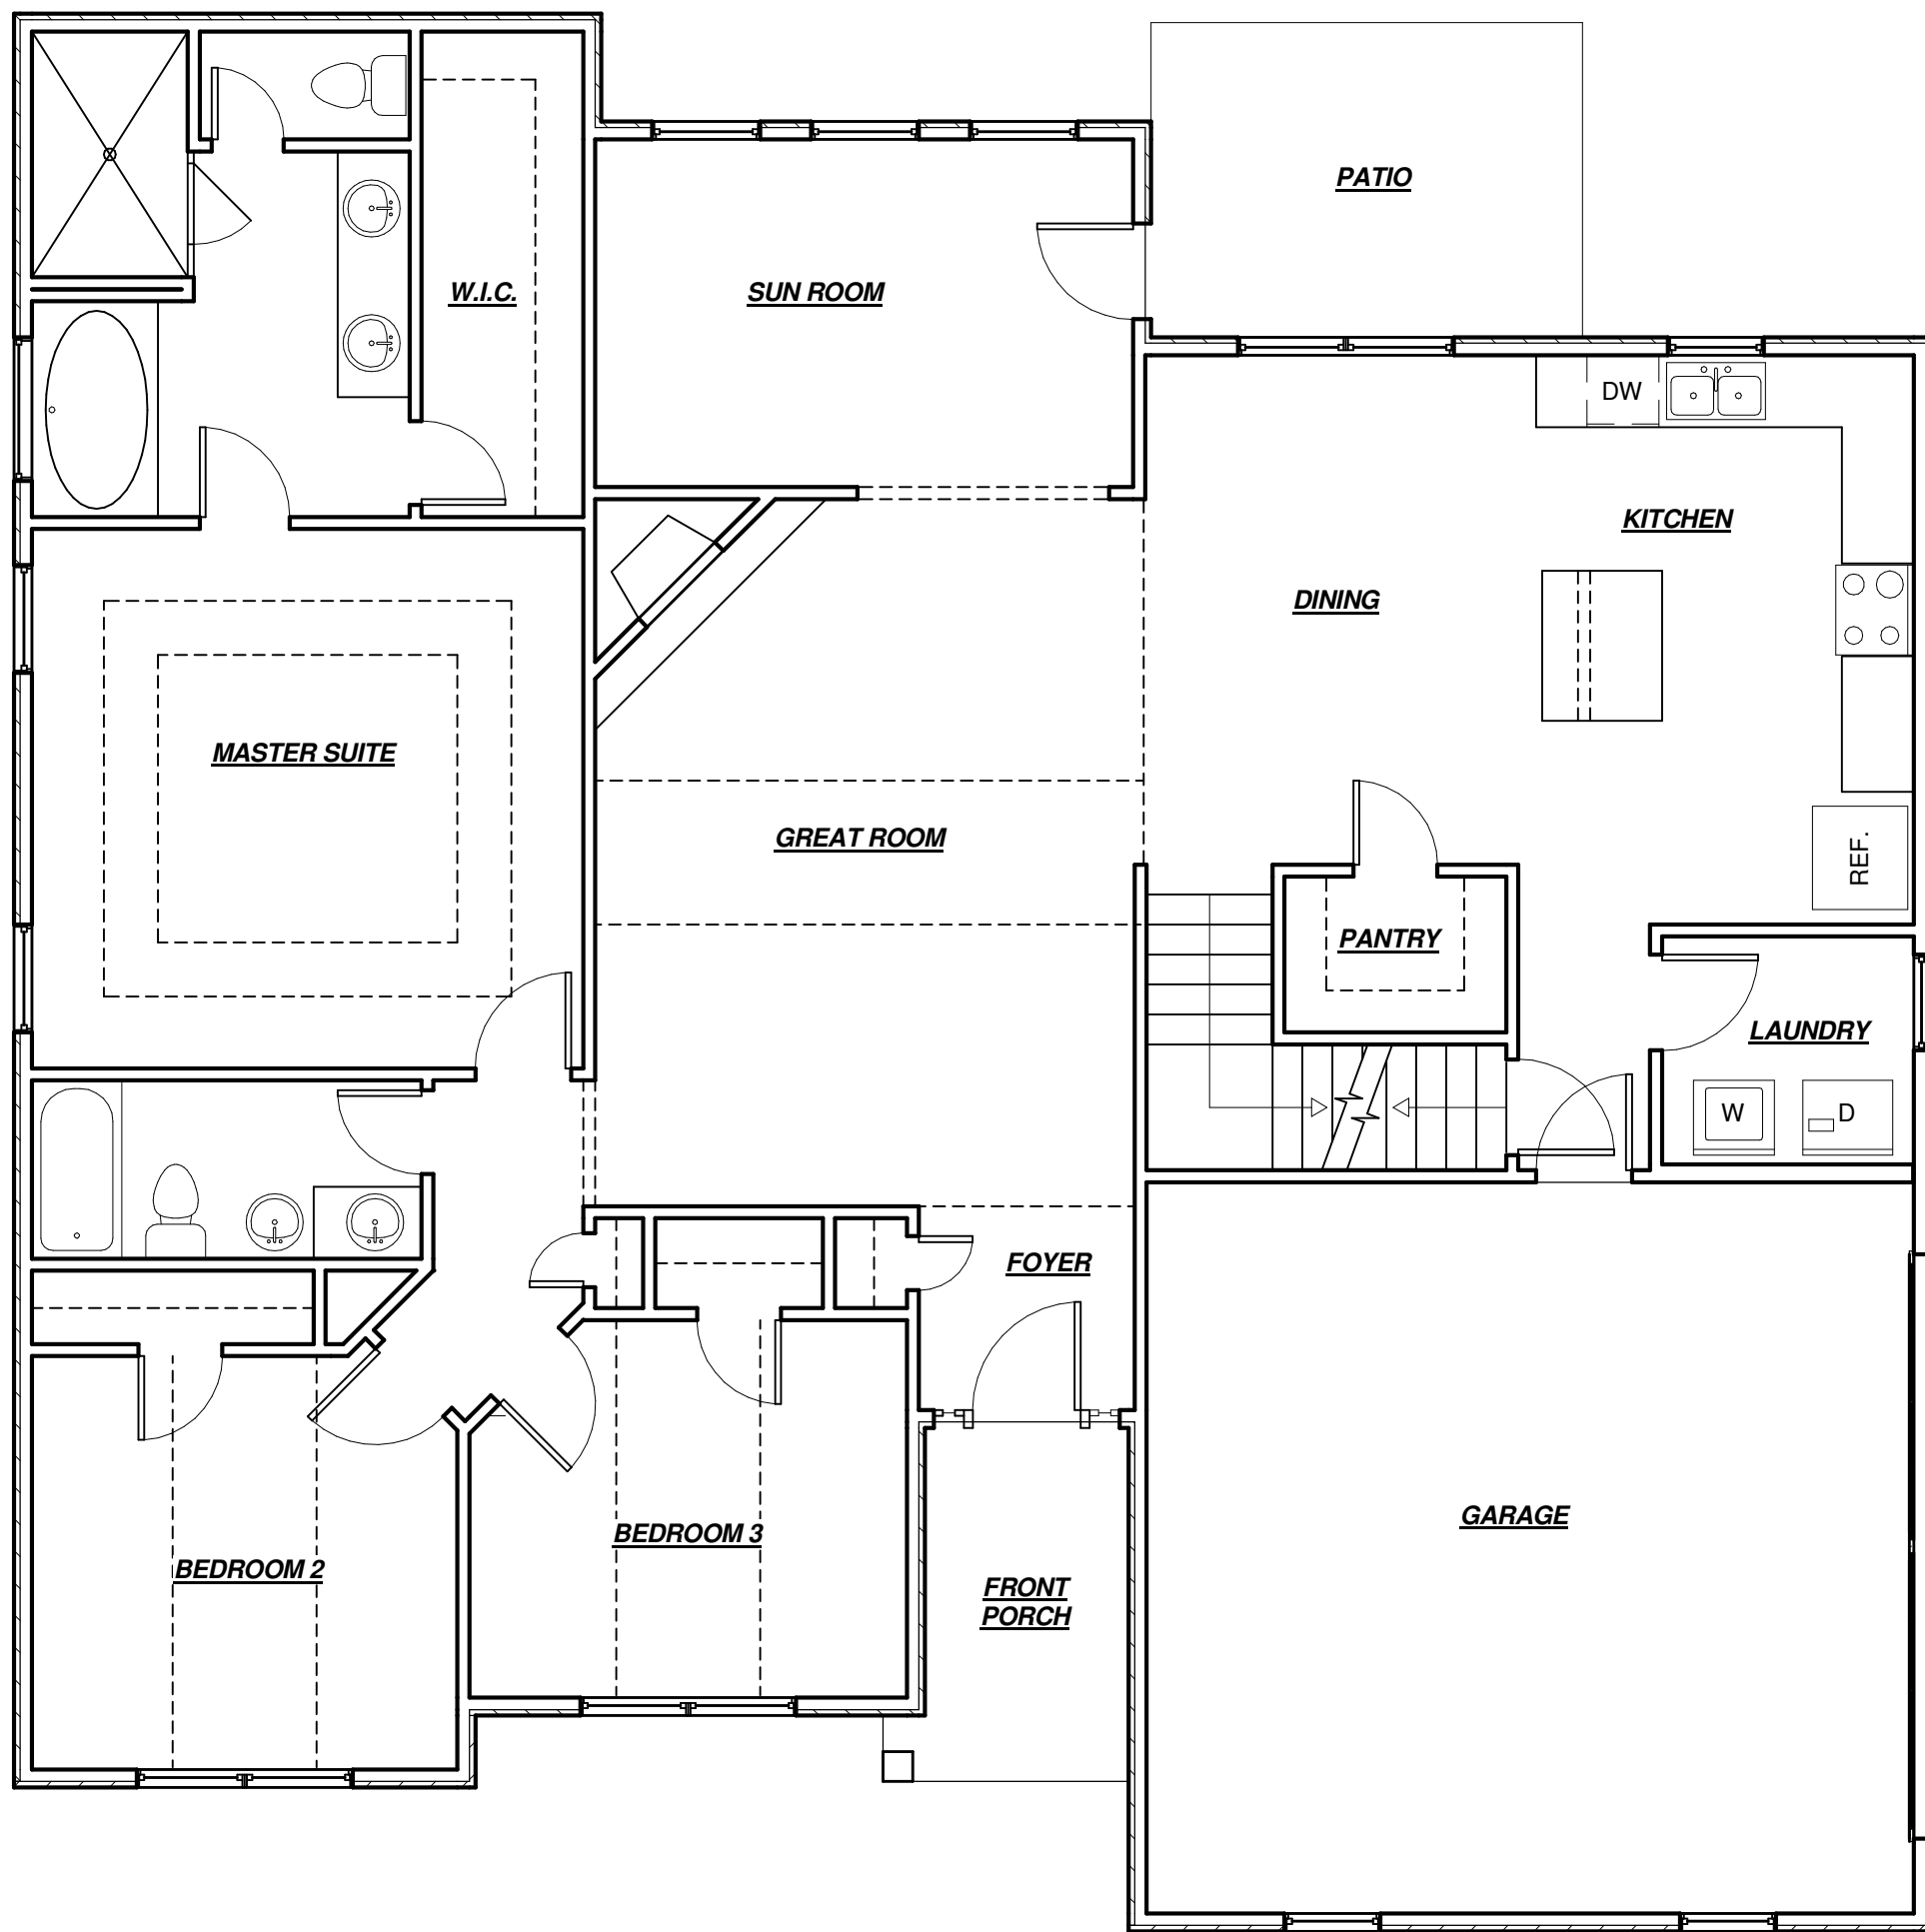 PATIO
W.I.C.
SUN ROOM
DW
KITCHEN
DINING
MASTER SUITE
GREAT ROOM
REF.
PANTRY
LAUNDRY
W
D
FOYER
GARAGE
BEDROOM 3
BEDROOM 2
FRONT
PORCH